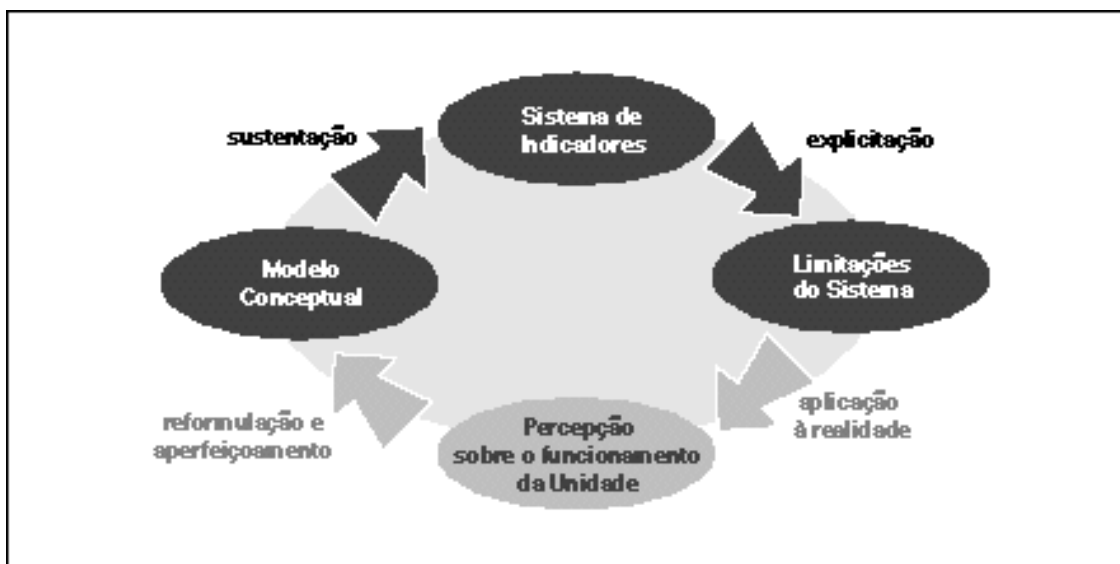 Sistema de
Indicadores
sustentação
explicitação
Modelo
Conceptual
Limitações
do Sistema
reformulação e
aperfeiçoamento
Percepção
sobre o funcionamento
da Unidade
aplicação
à realidade